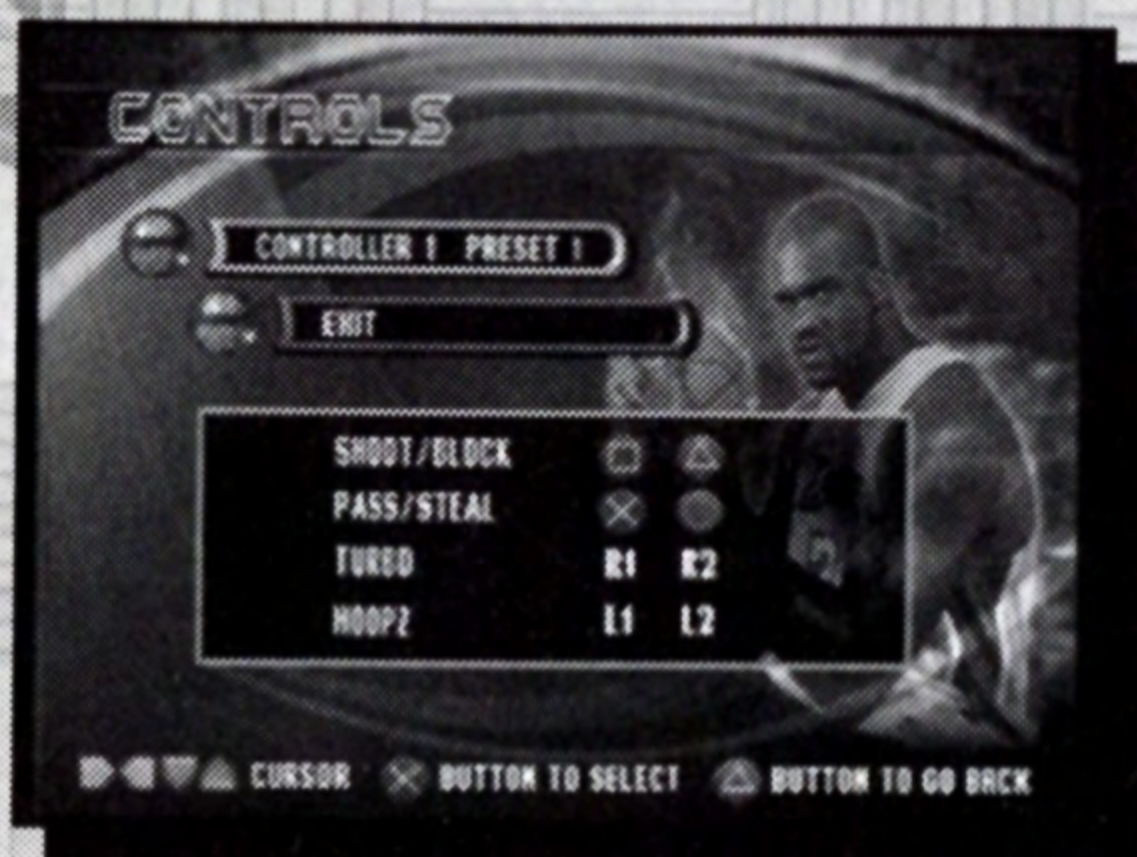 CONTROLS
CONTROLLER 1 PRESET 1
EXIT
SHOOT/BLOCK
PASS/STEAL
TURBO R1 R2
HOOPZ L1 L2
CURSOR BUTTON TO SELECT BUTTON TO GO BACK